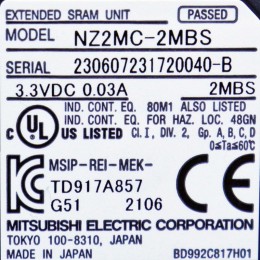 EXTENDED SRAM UNIT PASSED
MODEL NZ2MC-2MBS
SERIAL 230607231720040-B
3.3VDC 0.03A 2MBS
IND. CONT. EQ. 80M1 ALSO LISTED
IND. CONT. EQ. FOR HAZ. LOC. 48GN
C UL US LISTED Cl. I, DIV. 2, Gp. A, B, C, D
0≤Ta≤60℃
MSIP-REI-MEK-
TD917A857
G51 2106
MITSUBISHI ELECTRIC CORPORATION
TOKYO 100-8310, JAPAN
MADE IN JAPAN BD992C817H01